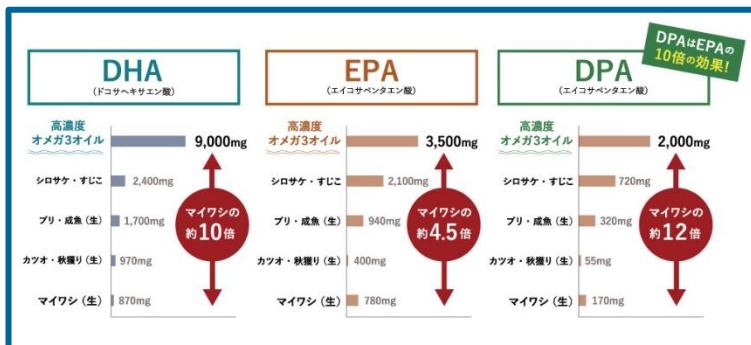 DPAはEPAの
10倍の効果!
DHA
(ドコサヘキサエン酸)
高濃度
オメガ3オイル
9,000mg
シロサケ・すじこ
2,400mg
ブリ・成魚(生)
1,700mg
カツオ・秋獲り(生)
970mg
マイワシ(生)
870mg
マイワシの
約10倍
EPA
(エイコサペンタエン酸)
高濃度
オメガ3オイル
3,500mg
シロサケ・すじこ
2,100mg
ブリ・成魚(生)
940mg
カツオ・秋獲り(生)
400mg
マイワシ(生)
780mg
マイワシの
約4.5倍
DPA
(エイコサペンタエン酸)
高濃度
オメガ3オイル
2,000mg
シロサケ・すじこ
720mg
ブリ・成魚(生)
320mg
カツオ・秋獲り(生)
55mg
マイワシ(生)
170mg
マイワシの
約12倍